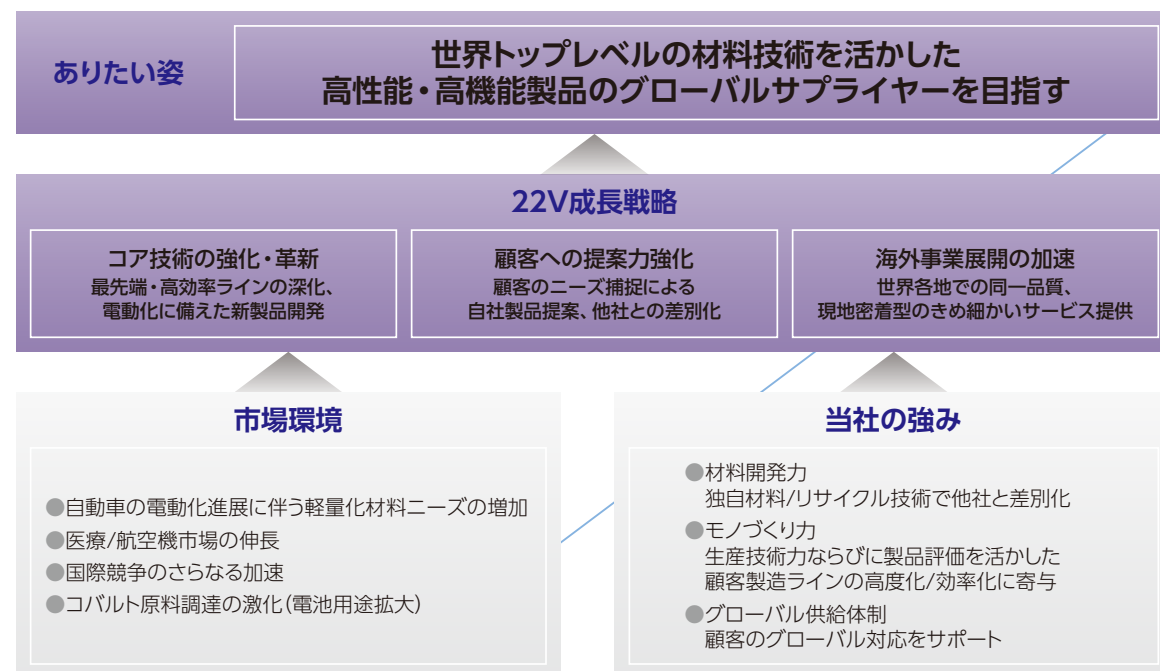 ありたい姿
世界トップレベルの材料技術を活かした
高性能・高機能製品のグローバルサプライヤーを目指す
22V成長戦略
コア技術の強化・革新
最先端・高効率ラインの深化、
電動化に備えた新製品開発
顧客への提案力強化
顧客のニーズ捕捉による
自社製品提案、他社との差別化
海外事業展開の加速
世界各地での同一品質、
現地密着型のきめ細かいサービス提供
市場環境
●自動車の電動化進展に伴う軽量化材料ニーズの増加
●医療/航空機市場の伸長
●国際競争のさらなる加速
●コバルト原料調達の激化(電池用途拡大)
当社の強み
●材料開発力
独自材料/リサイクル技術で他社と差別化
●モノづくり力
生産技術力ならびに製品評価を活かした
顧客製造ラインの高度化/効率化に寄与
●グローバル供給体制
顧客のグローバル対応をサポート